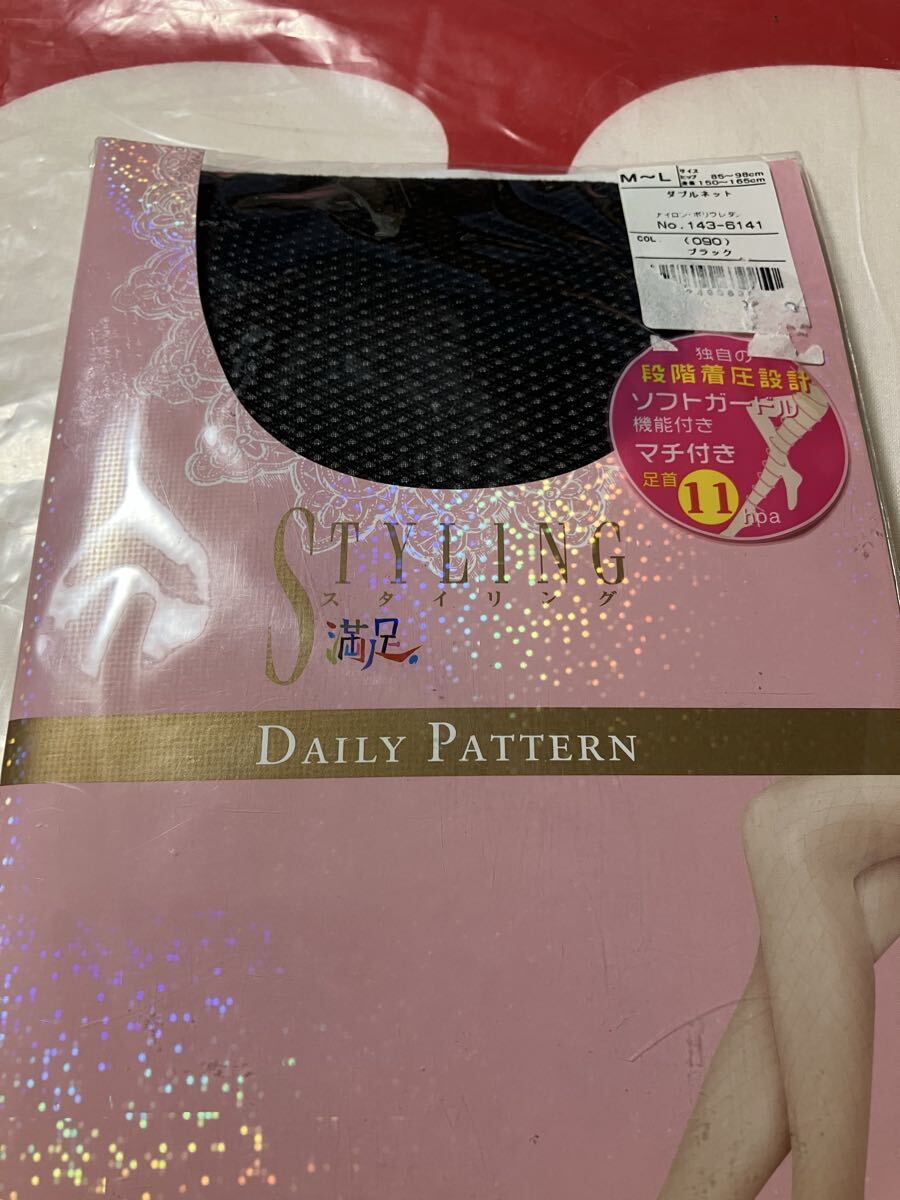 M〜L
サイズ
ヒップ 85〜98cm
身長 150〜165cm
ダブルネット
ナイロン・ポリウレタン
No. 143-6141
COL. (090)
ブラック
独自の
段階着圧設計
ソフトガードル
機能付き
マチ付き
足首 11 hpa
STYLING
スタイリング
満足。
DAILY PATTERN